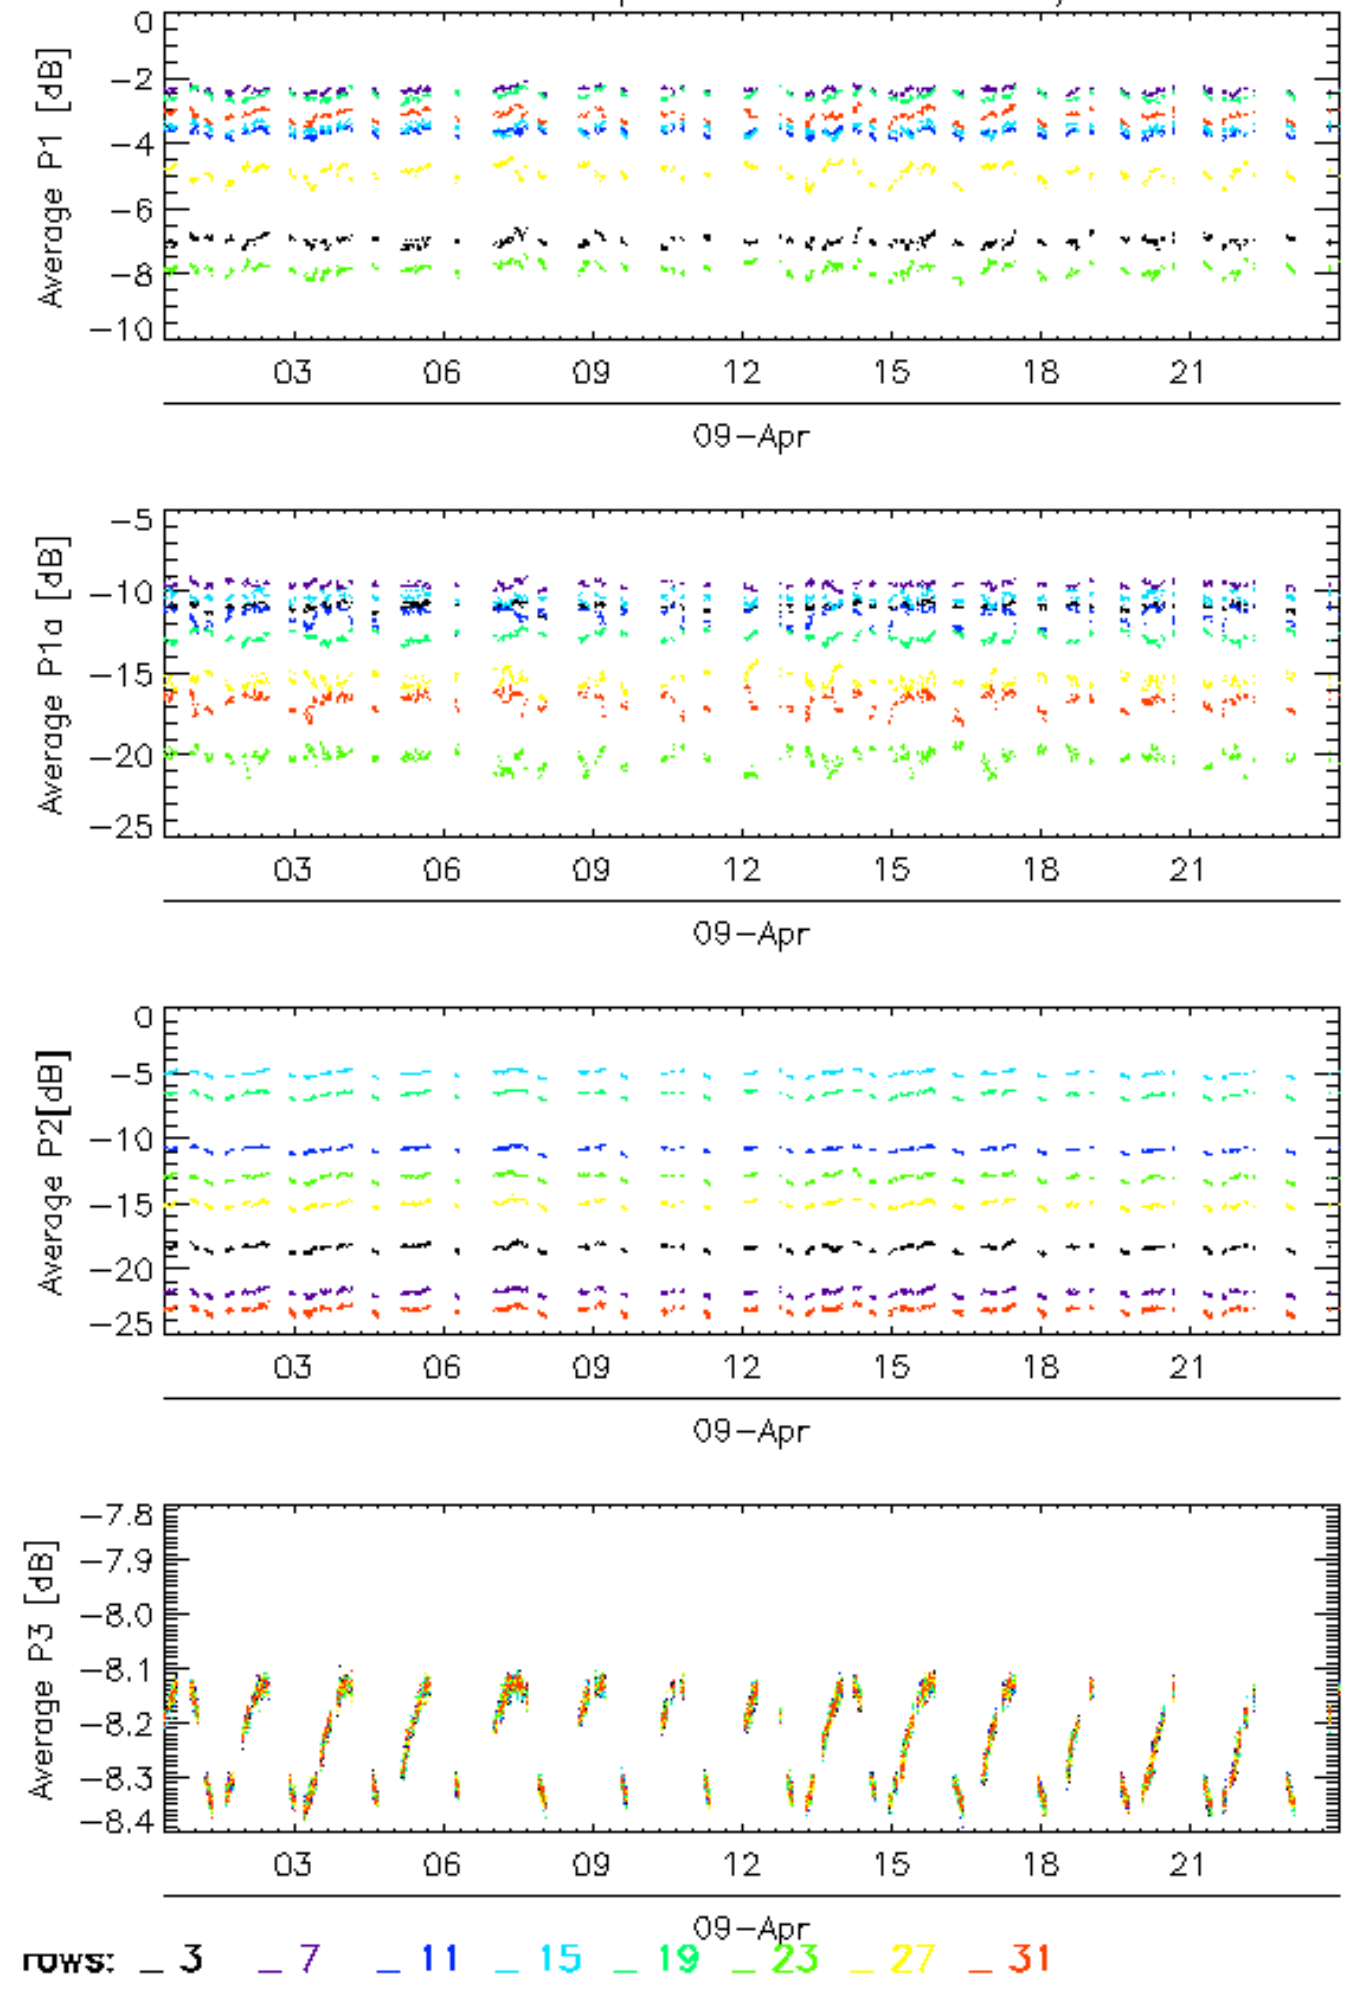 0
−2
−4
−6
−8
−10
Average P1 [dB]
03 06 09 12 15 18 21
09−Apr
−5
−10
−15
−20
−25
Average P1a [dB]
03 06 09 12 15 18 21
09−Apr
0
−5
−10
−15
−20
−25
Average P2[dB]
03 06 09 12 15 18 21
09−Apr
−7.8
−7.9
−8.0
−8.1
−8.2
−8.3
−8.4
Average P3 [dB]
03 06 09 12 15 18 21
09−Apr
rows: _ 3 _ 7 _ 11 _ 15 _ 19 _ 23 _ 27 _ 31